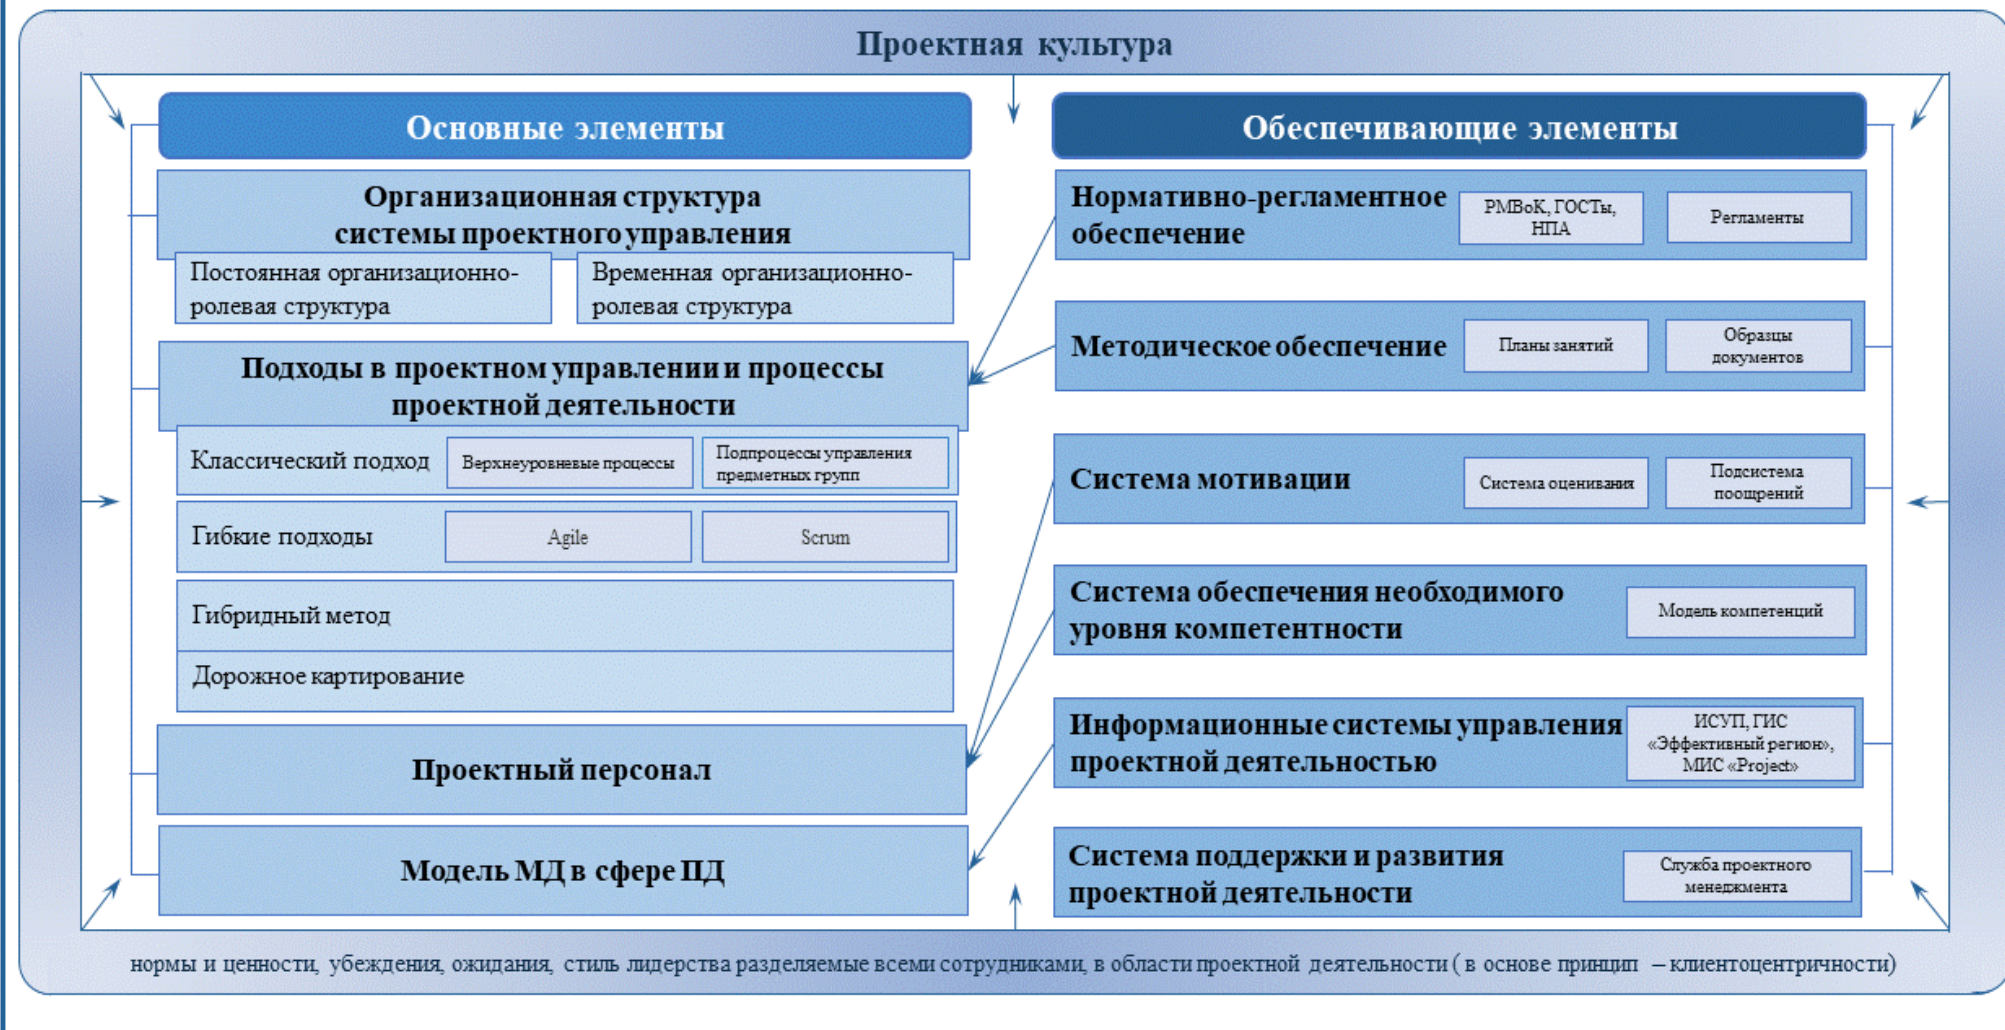 Проектная культура
Основные элементы
Организационная структура
системы проектного управления
Постоянная организационно-
ролевая структура
Временная организационно-
ролевая структура
Подходы в проектном управлении и процессы
проектной деятельности
Классический подход
Верхнеуровневые процессы
Подпроцессы управления
предметных групп
Гибкие подходы
Agile
Scrum
Гибридный метод
Дорожное картирование
Проектный персонал
Модель МД в сфере ПД
Обеспечивающие элементы
Нормативно-регламентное
обеспечение
PMBoK, ГОСТы,
НПА
Регламенты
Методическое обеспечение
Планы занятий
Образцы
документов
Система мотивации
Система оценивания
Подсистема
поощрений
Система обеспечения необходимого
уровня компетентности
Модель компетенций
Информационные системы управления
проектной деятельностью
ИСУП, ГИС
«Эффективный регион»,
МИС «Project»
Система поддержки и развития
проектной деятельности
Служба проектного
менеджмента
нормы и ценности, убеждения, ожидания, стиль лидерства разделяемые всеми сотрудниками, в области проектной деятельности ( в основе принцип – клиентоцентричности)